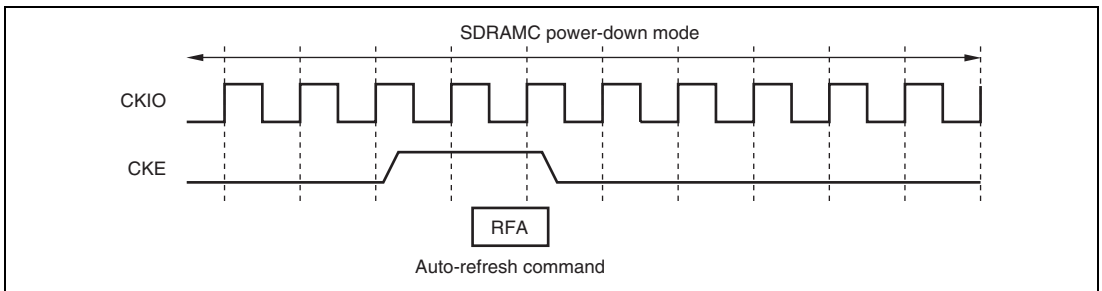 SDRAMC power-down mode
CKIO
CKE
RFA
Auto-refresh command